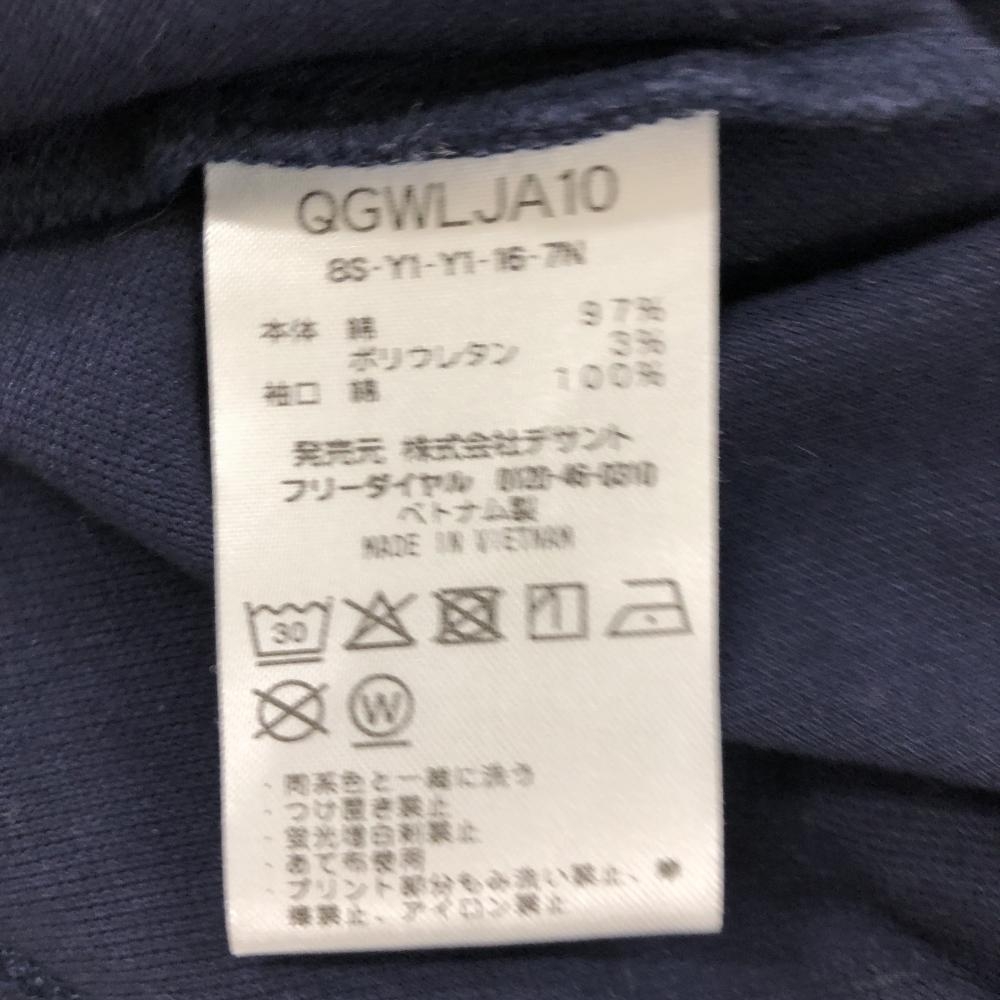 QGWLJA10
8S-Y1-Y1-16-7N
本体 綿 97%
ポリウレタン 3%
袖口 綿 100%
発売元 株式会社デサント
フリーダイヤル 0120-46-0310
ベトナム製
MADE IN VIETNAM
30
W
・同系色と一緒に洗う
・つけ置き禁止
・蛍光増白剤禁止
・あて布使用
・プリント部分もみ洗い禁止、
禁止、アイロン禁止